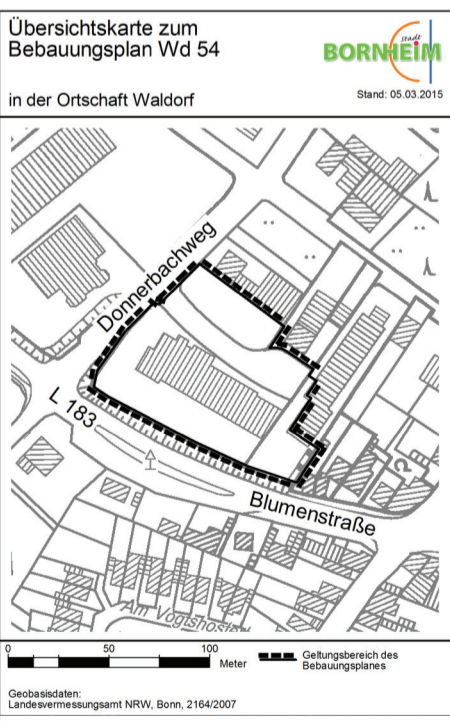 Übersichtskarte zum
Bebauungsplan Wd 54
in der Ortschaft Waldorf
stadt
BORNHEIM
Stand: 05.03.2015
Donnerbachweg
L 183
Blumenstraße
Am Vogtshof
0 50 100 Meter
Geltungsbereich des
Bebauungsplanes
Geobasisdaten:
Landesvermessungsamt NRW, Bonn, 2164/2007